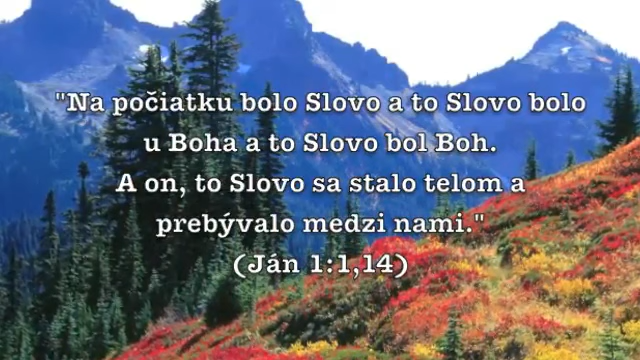 "Na počiatku bolo Slovo a to Slovo bolo
u Boha a to Slovo bol Boh.
A on, to Slovo sa stalo telom a
prebývalo medzi nami."
(Ján 1:1,14)